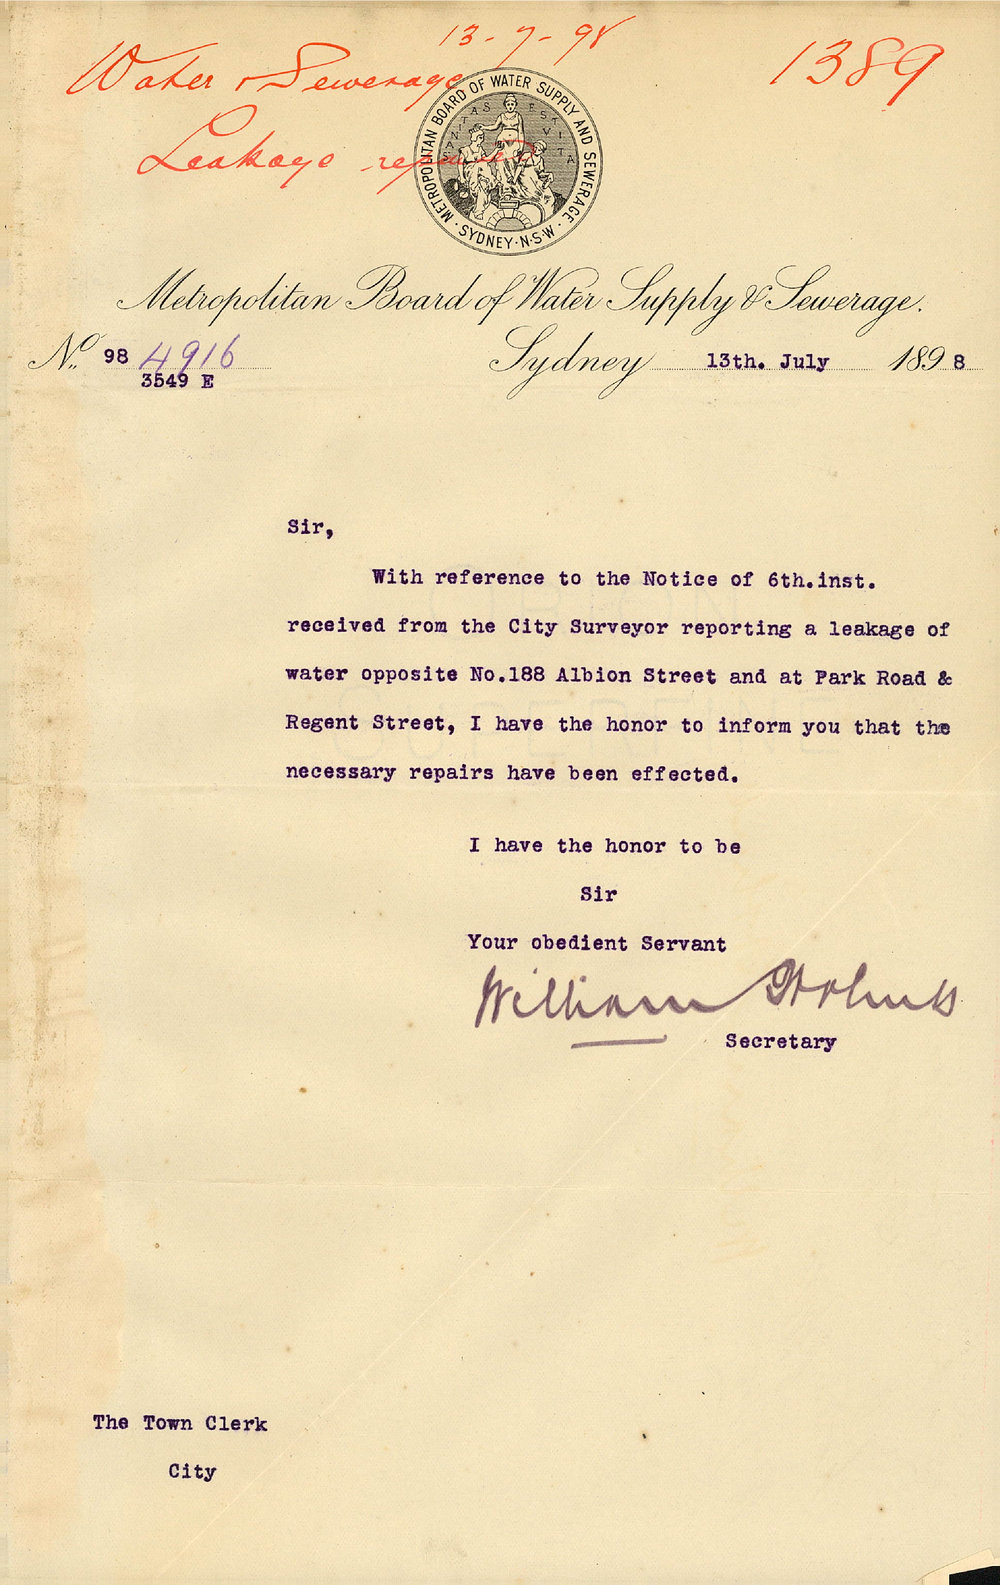 13-7-98
1389
Water & Sewerage
Leakage repaired
METROPOLITAN BOARD OF WATER SUPPLY AND SEWERAGE
SANITAS EST VITA
· SYDNEY·N·S·W ·
Metropolitan Board of Water Supply & Sewerage.
No. 98 4916
3549 E
Sydney 13th. July 1898
Sir,
With reference to the Notice of 6th.inst.
received from the City Surveyor reporting a leakage of
water opposite No.188 Albion Street and at Park Road &
Regent Street, I have the honor to inform you that the
necessary repairs have been effected.
I have the honor to be
Sir
Your obedient Servant
William
Secretary
The Town Clerk
City